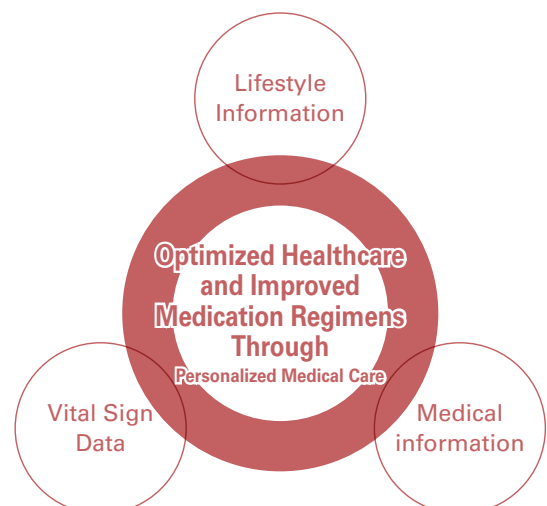 Lifestyle
Information
Optimized Healthcare
and Improved
Medication Regimens
Through
Personalized Medical Care
Vital Sign
Data
Medical
information